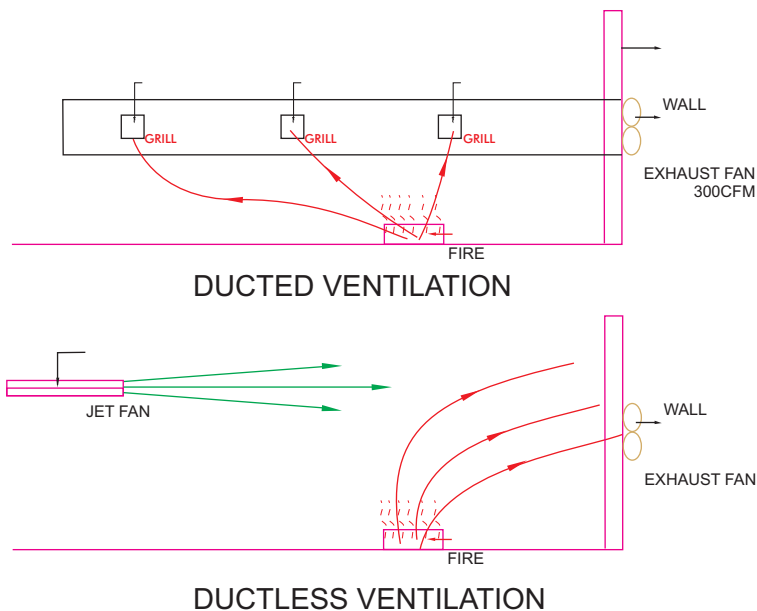 GRILL
GRILL
GRILL
WALL
EXHAUST FAN
300CFM
FIRE
DUCTED VENTILATION
JET FAN
WALL
EXHAUST FAN
FIRE
DUCTLESS VENTILATION